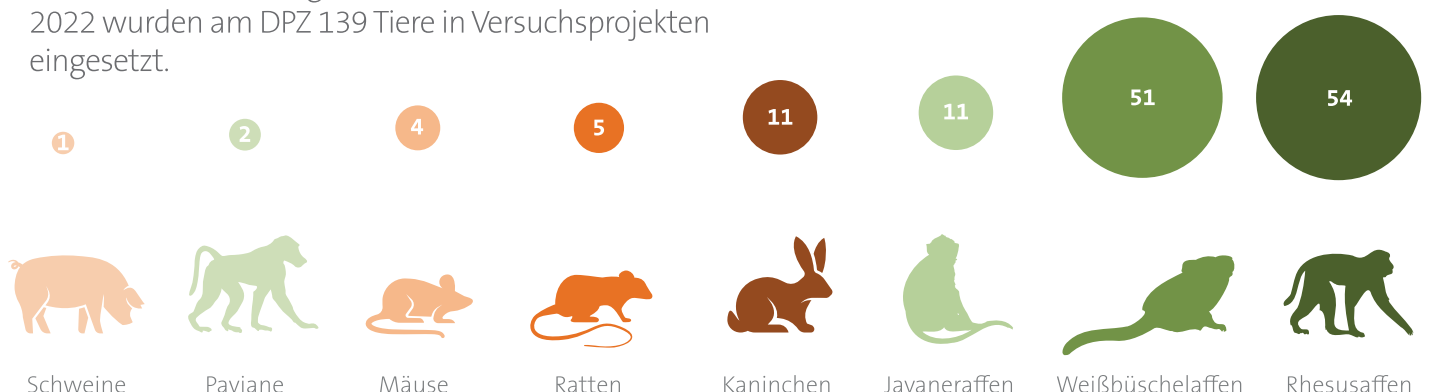 2022 wurden am DPZ 139 Tiere in Versuchsprojekten
eingesetzt.
1 2 4 5 11 11 51 54
Schweine Paviane Mäuse Ratten Kaninchen Javaneraffen Weißbüschelaffen Rhesusaffen